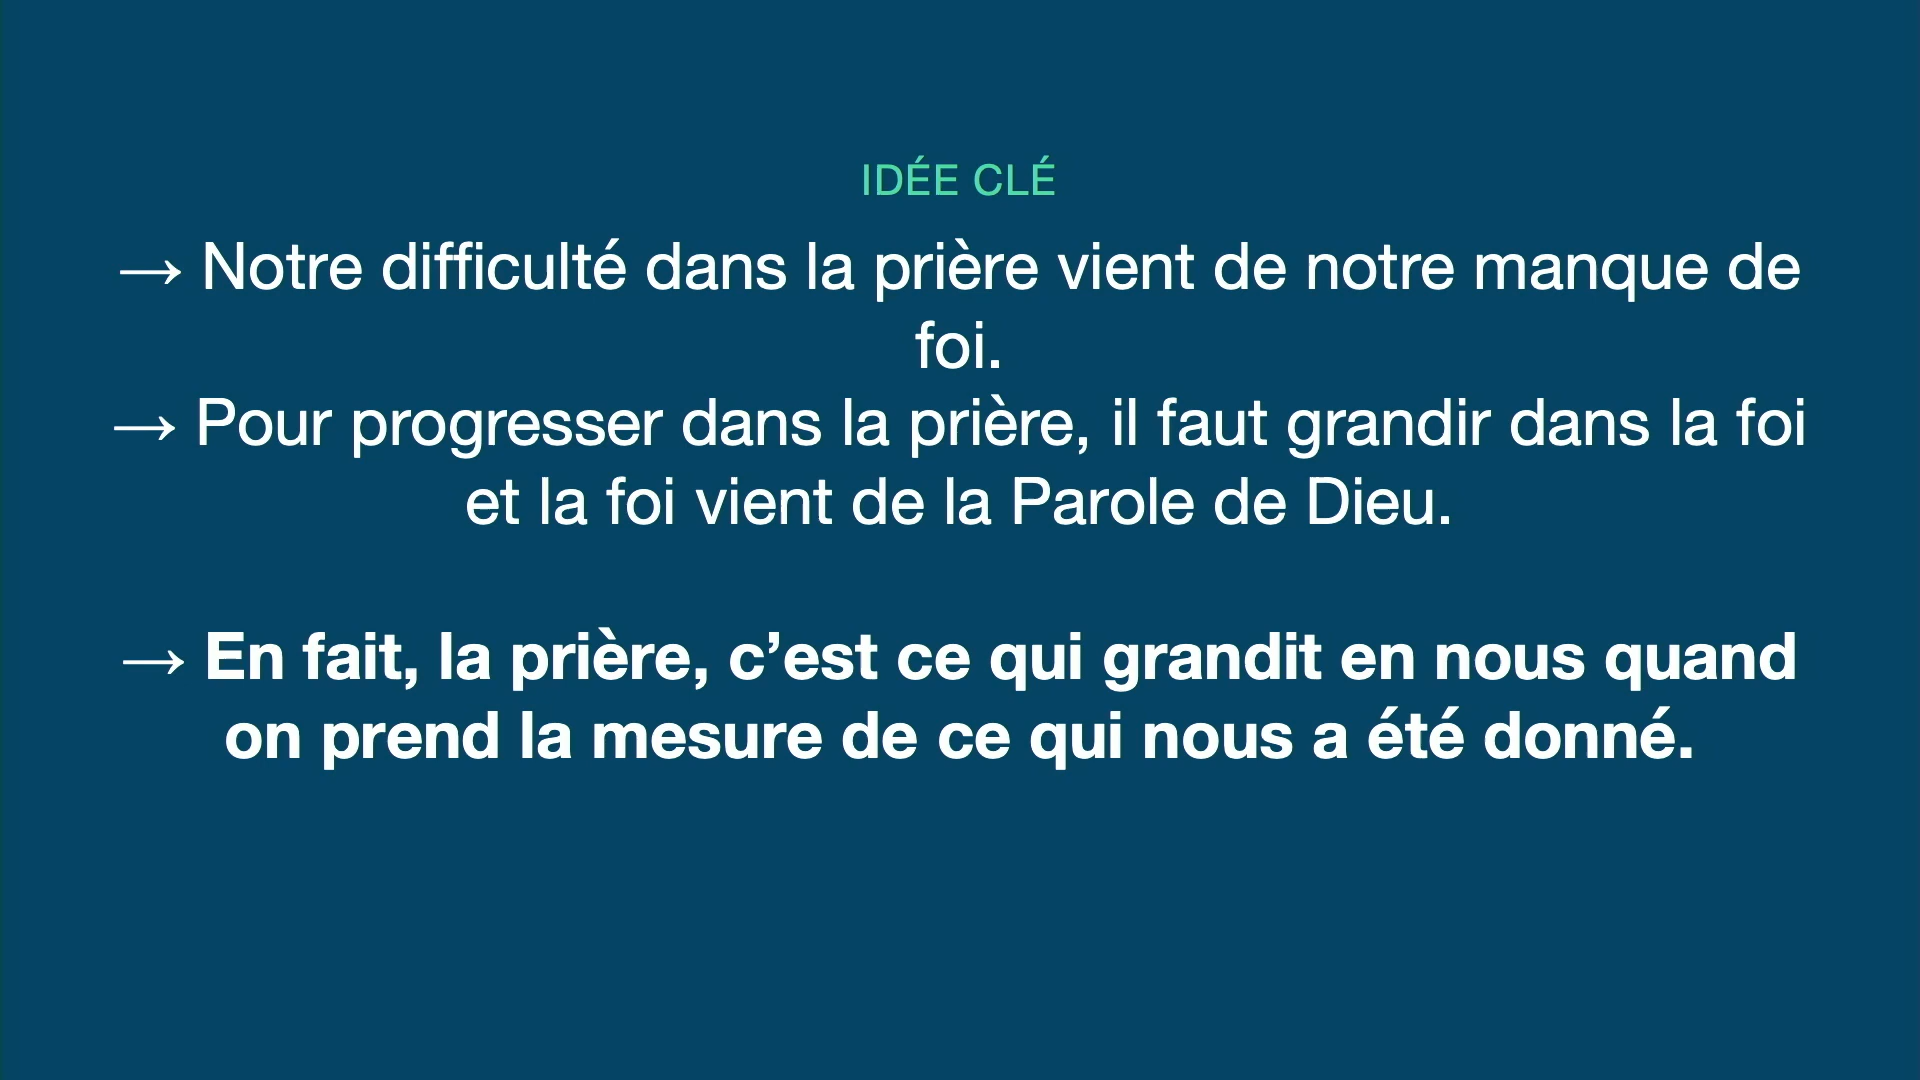 IDÉE CLÉ
→ Notre difficulté dans la prière vient de notre manque de
foi.
→ Pour progresser dans la prière, il faut grandir dans la foi
et la foi vient de la Parole de Dieu.
→ En fait, la prière, c’est ce qui grandit en nous quand
on prend la mesure de ce qui nous a été donné.